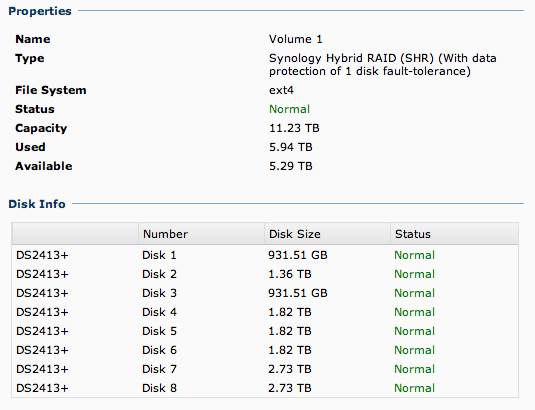 Properties
Name Volume 1
Type Synology Hybrid RAID (SHR) (With data
protection of 1 disk fault-tolerance)
File System ext4
Status Normal
Capacity 11.23 TB
Used 5.94 TB
Available 5.29 TB
Disk Info
Number Disk Size Status
DS2413+ Disk 1 931.51 GB Normal
DS2413+ Disk 2 1.36 TB Normal
DS2413+ Disk 3 931.51 GB Normal
DS2413+ Disk 4 1.82 TB Normal
DS2413+ Disk 5 1.82 TB Normal
DS2413+ Disk 6 1.82 TB Normal
DS2413+ Disk 7 2.73 TB Normal
DS2413+ Disk 8 2.73 TB Normal